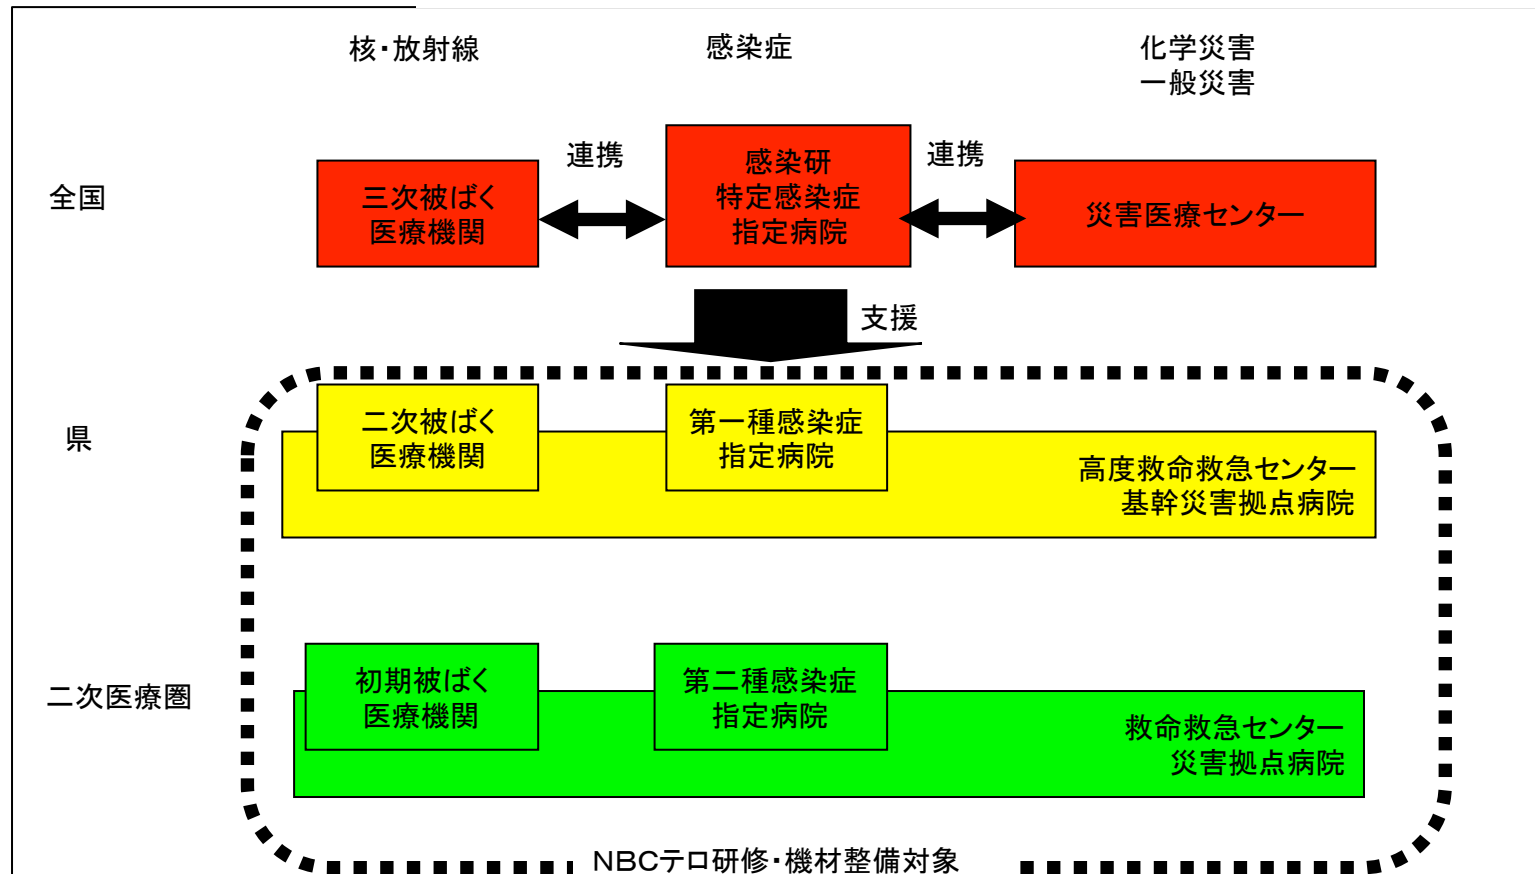 核・放射線
感染症
化学災害
一般災害
全国
三次被ばく
医療機関
連携
感染研
特定感染症
指定病院
連携
災害医療センター
支援
県
二次被ばく
医療機関
第一種感染症
指定病院
高度救命救急センター
基幹災害拠点病院
二次医療圏
初期被ばく
医療機関
第二種感染症
指定病院
救命救急センター
災害拠点病院
NBCテロ研修・機材整備対象